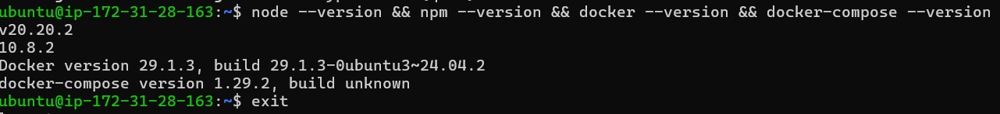 ubuntu@ip-172-31-28-163:~$ node --version && npm --version && docker --version && docker-compose --version
v20.20.2
10.8.2
Docker version 29.1.3, build 29.1.3-0ubuntu3~24.04.2
docker-compose version 1.29.2, build unknown
ubuntu@ip-172-31-28-163:~$ exit